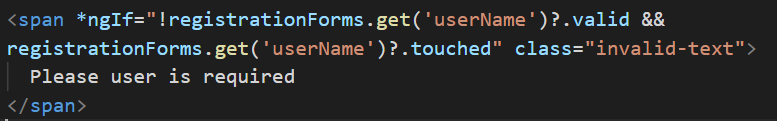 <span *ngIf="!registrationForms.get('userName')?.valid &&
registrationForms.get('userName')?.touched" class="invalid-text">
Please user is required
</span>